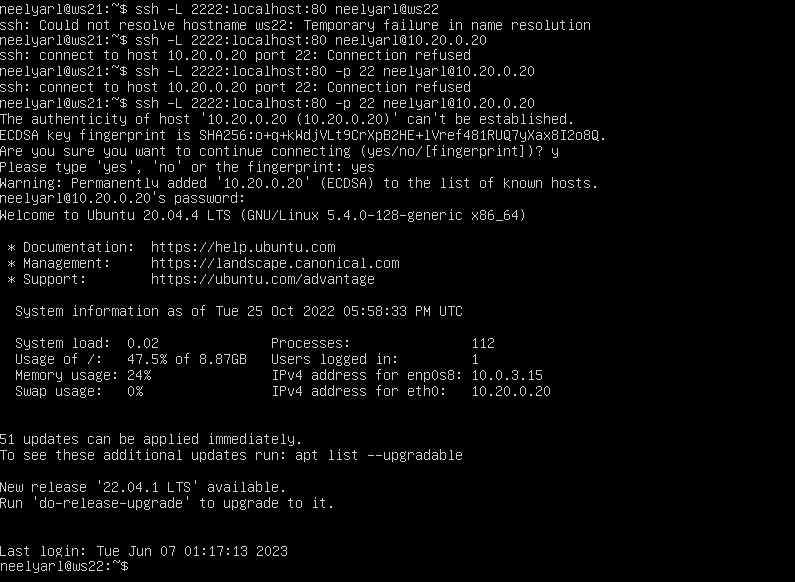 neelyarl@ws21:~$ ssh -L 2222:localhost:80 neelyarl@ws22
ssh: Could not resolve hostname ws22: Temporary failure in name resolution
neelyarl@ws21:~$ ssh -L 2222:localhost:80 neelyarl@10.20.0.20
ssh: connect to host 10.20.0.20 port 22: Connection refused
neelyarl@ws21:~$ ssh -L 2222:localhost:80 -p 22 neelyarl@10.20.0.20
ssh: connect to host 10.20.0.20 port 22: Connection refused
neelyarl@ws21:~$ ssh -L 2222:localhost:80 -p 22 neelyarl@10.20.0.20
The authenticity of host '10.20.0.20 (10.20.0.20)' can't be established.
ECDSA key fingerprint is SHA256:o+q+kWdjVLt9CrXpB2HE+lVref481RUQ7yXax8I2o8Q.
Are you sure you want to continue connecting (yes/no/[fingerprint])? y
Please type 'yes', 'no' or the fingerprint: yes
Warning: Permanently added '10.20.0.20' (ECDSA) to the list of known hosts.
neelyarl@10.20.0.20's password:
Welcome to Ubuntu 20.04.4 LTS (GNU/Linux 5.4.0-128-generic x86_64)

 * Documentation:  https://help.ubuntu.com
 * Management:     https://landscape.canonical.com
 * Support:        https://ubuntu.com/advantage

  System information as of Tue 25 Oct 2022 05:58:33 PM UTC

  System load:  0.02              Processes:               112
  Usage of /:   47.5% of 8.87GB   Users logged in:         1
  Memory usage: 24%               IPv4 address for enp0s8: 10.0.3.15
  Swap usage:   0%                IPv4 address for eth0:   10.20.0.20

51 updates can be applied immediately.
To see these additional updates run: apt list --upgradable

New release '22.04.1 LTS' available.
Run 'do-release-upgrade' to upgrade to it.

Last login: Tue Jun 07 01:17:13 2023
neelyarl@ws22:~$